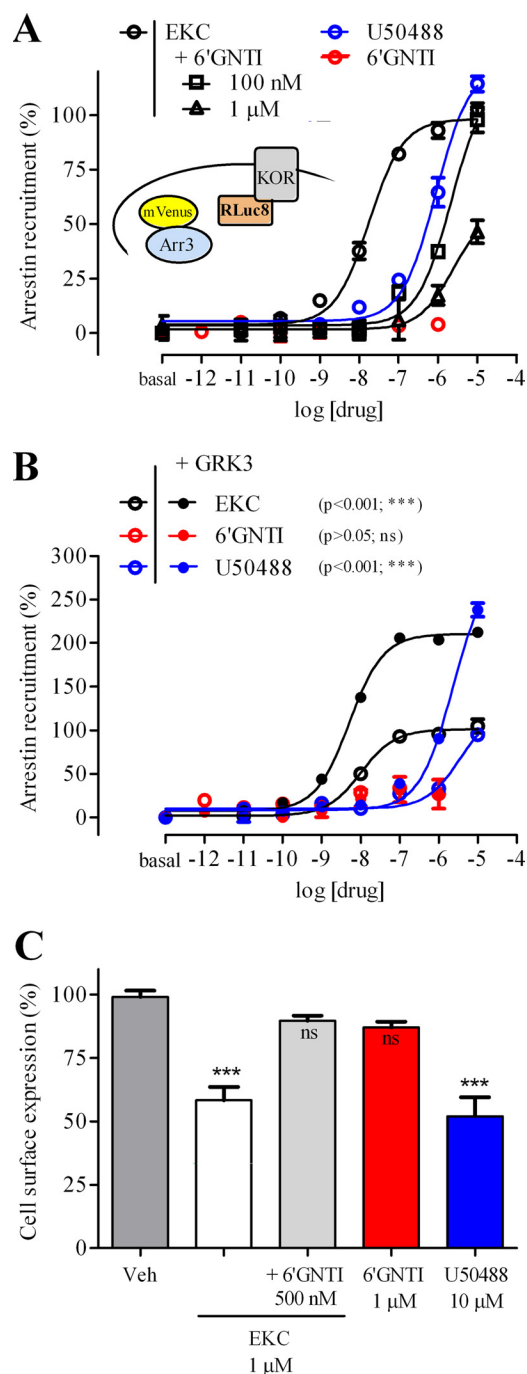 A
EKC
U50488
+ 6'GNTI
6'GNTI
100 nM
1 μM
Arrestin recruitment (%)
100
75
50
25
0
KOR
mVenus
RLuc8
Arr3
basal -12 -11 -10 -9 -8 -7 -6 -5 -4
log [drug]
B
+ GRK3
EKC (p<0.001; ***)
6'GNTI (p>0.05; ns)
U50488 (p<0.001; ***)
Arrestin recruitment (%)
300
250
200
150
100
50
0
basal -12 -11 -10 -9 -8 -7 -6 -5 -4
log [drug]
C
Cell surface expression (%)
100
75
50
25
0
***
ns
ns
***
Veh
+ 6'GNTI 6'GNTI U50488
500 nM 1 μM 10 μM
EKC
1 μM